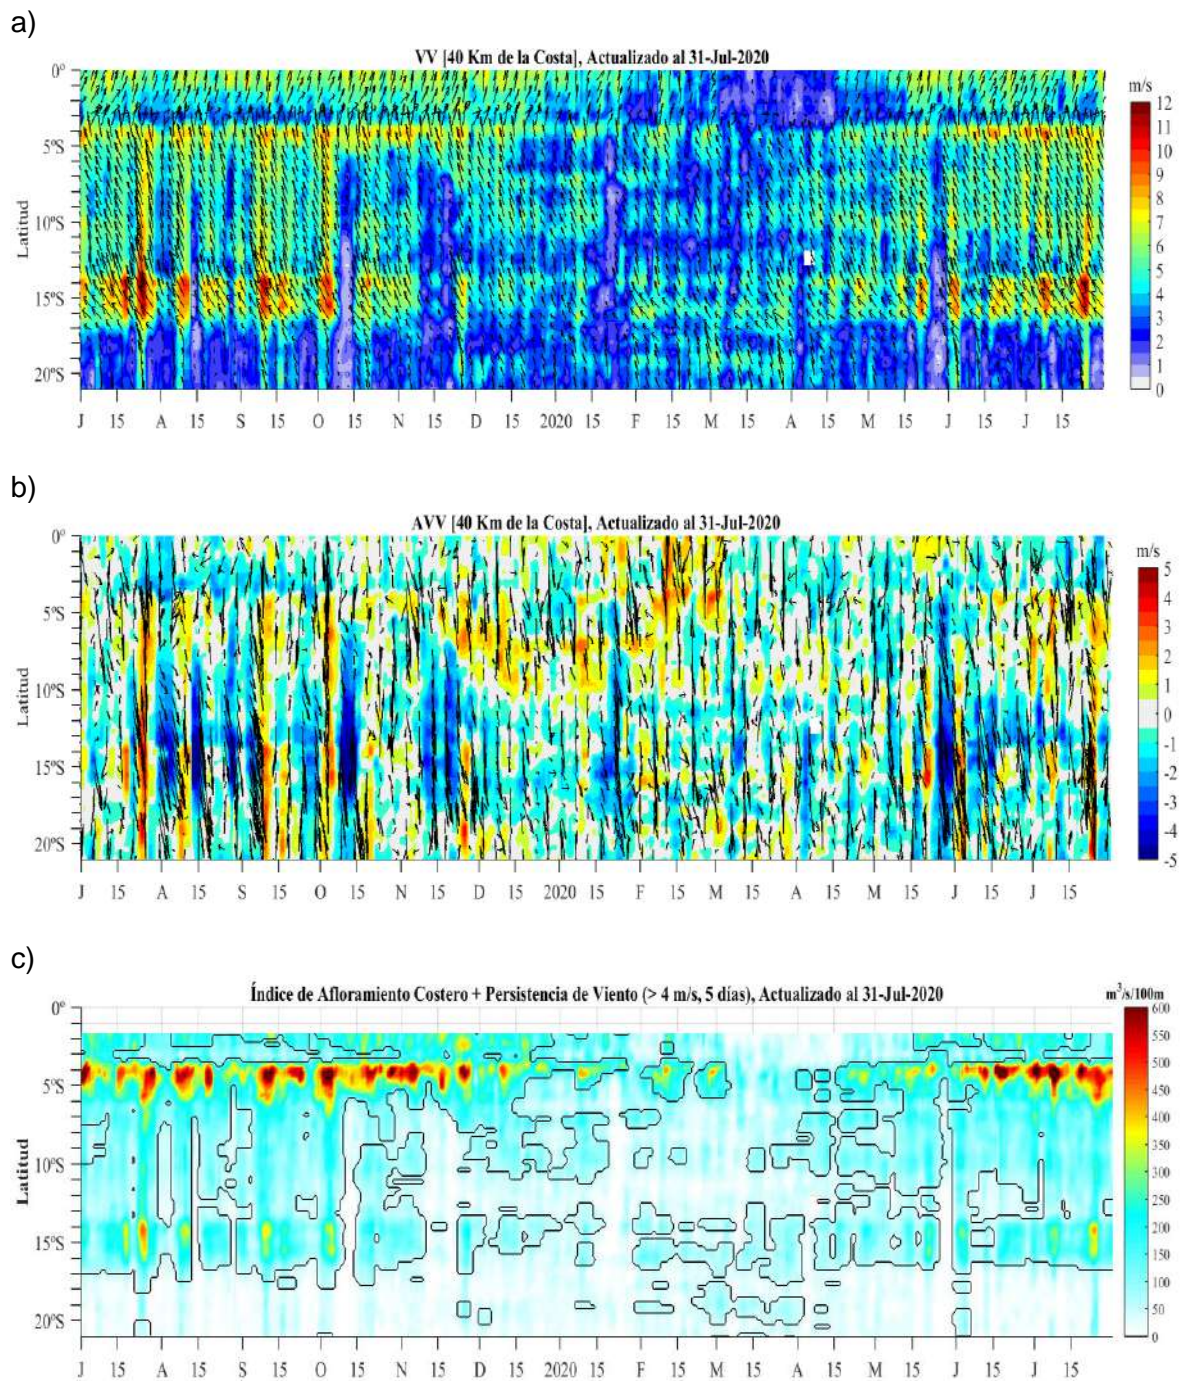 a)
VV [40 Km de la Costa], Actualizado al 31-Jul-2020
m/s
0°
5°S
10°S
15°S
20°S
Latitud
12
11
10
9
8
7
6
5
4
3
2
1
0
J 15 A 15 S 15 O 15 N 15 D 15 2020 15 F 15 M 15 A 15 M 15 J 15 J 15
b)
AVV [40 Km de la Costa], Actualizado al 31-Jul-2020
m/s
0°
5°S
10°S
15°S
20°S
Latitud
5
4
3
2
1
0
-1
-2
-3
-4
-5
J 15 A 15 S 15 O 15 N 15 D 15 2020 15 F 15 M 15 A 15 M 15 J 15 J 15
c)
Índice de Afloramiento Costero + Persistencia de Viento (> 4 m/s, 5 días), Actualizado al 31-Jul-2020
m³/s/100m
0°
5°S
10°S
15°S
20°S
Latitud
600
550
500
450
400
350
300
250
200
150
100
50
0
J 15 A 15 S 15 O 15 N 15 D 15 2020 15 F 15 M 15 A 15 M 15 J 15 J 15